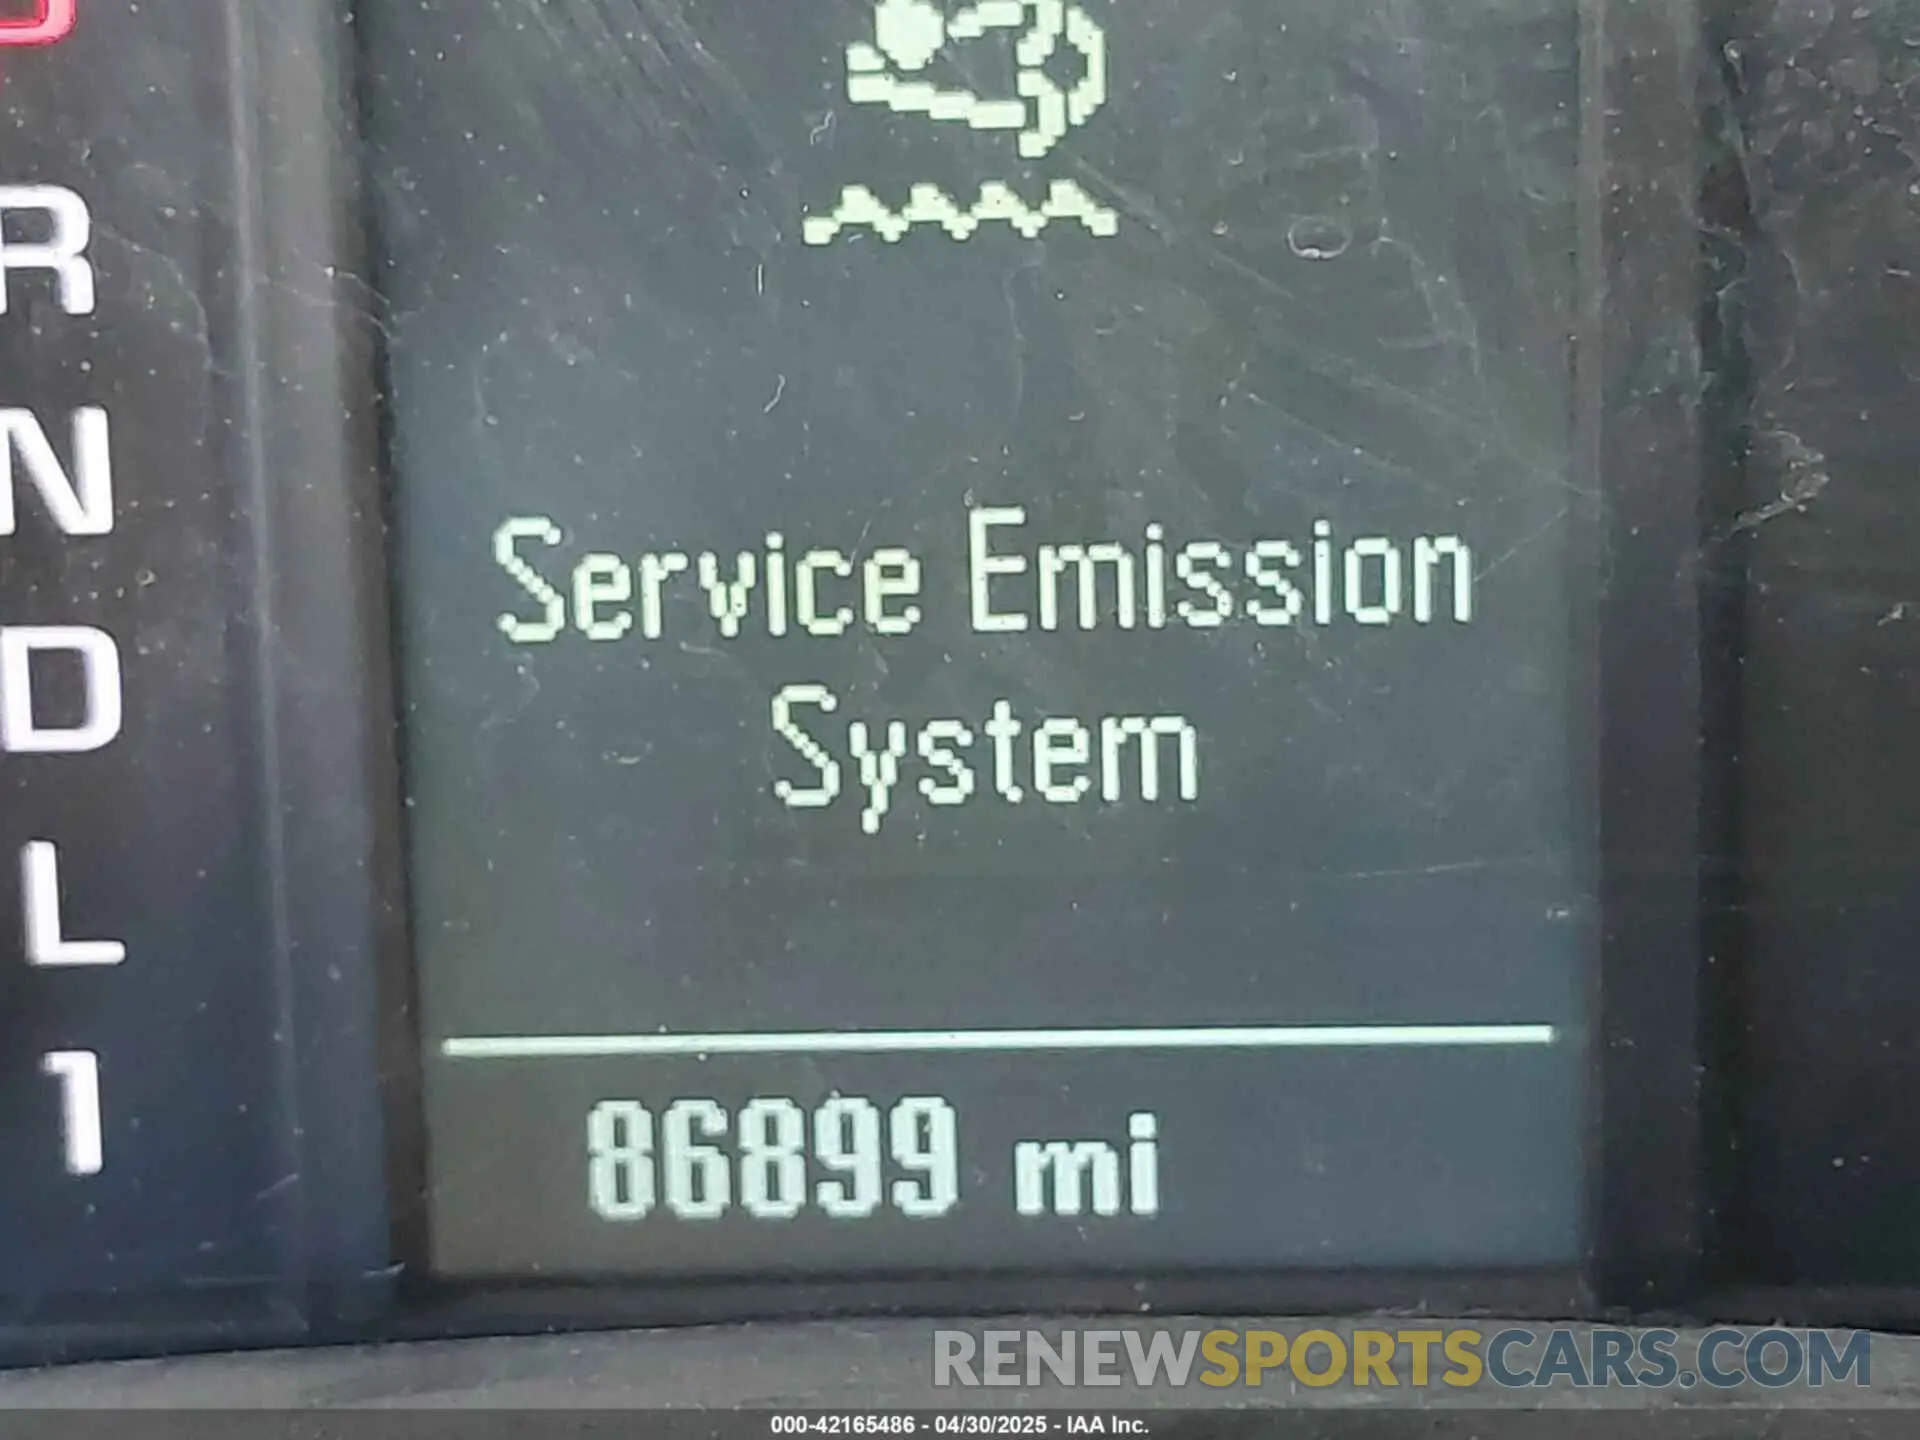 R
N
D
L
1
Service Emission
System
86899 mi
RENEWSPORTSCARS.COM
000-42165486 - 04/30/2025 - IAA Inc.